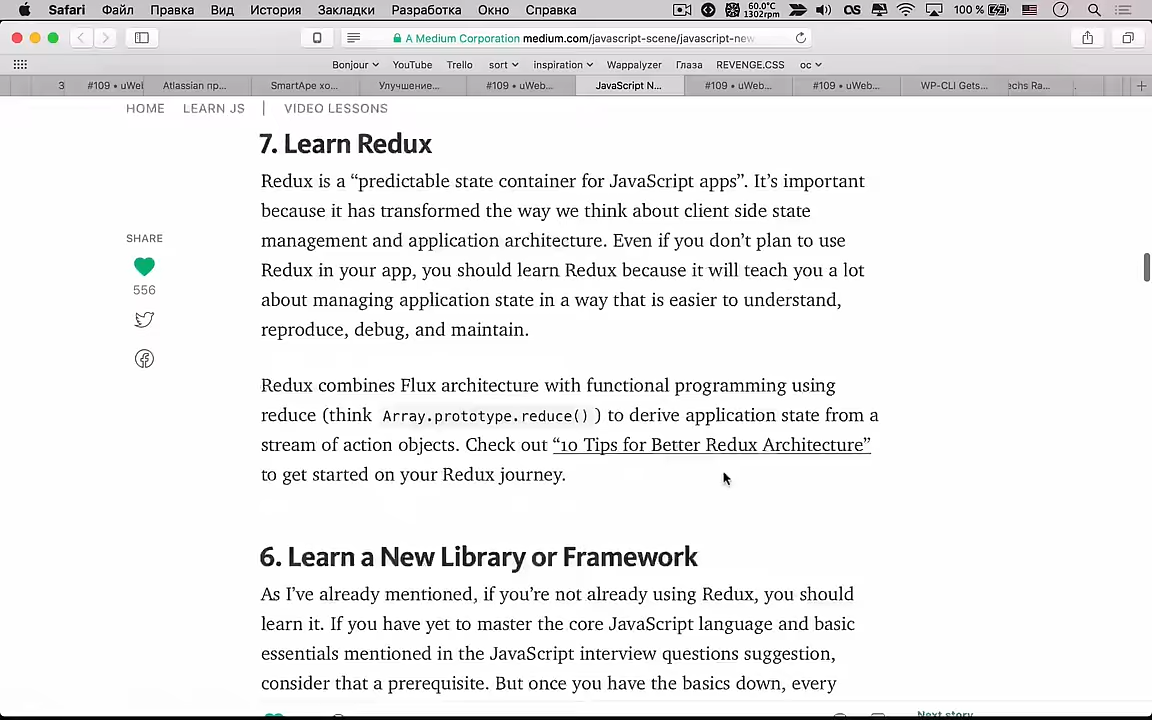 Safari Файл Правка Вид История Закладки Разработка Окно Справка 60.0°C 1302rpm 100 %
A Medium Corporation medium.com/javascript-scene/javascript-new
Bonjour YouTube Trello sort inspiration Wappalyzer Глаза REVENGE.CSS ос
3 #109 • uWel Atlassian пр... SmartApe хо... Улучшение... #109 • uWeb... JavaScript N... #109 • uWeb... #109 • uWeb... WP-CLI Gets... echs Ra...
HOME LEARN JS | VIDEO LESSONS
7. Learn Redux
Redux is a “predictable state container for JavaScript apps”. It’s important
because it has transformed the way we think about client side state
management and application architecture. Even if you don’t plan to use
Redux in your app, you should learn Redux because it will teach you a lot
about managing application state in a way that is easier to understand,
reproduce, debug, and maintain.
SHARE
556
Redux combines Flux architecture with functional programming using
reduce (think Array.prototype.reduce() ) to derive application state from a
stream of action objects. Check out “10 Tips for Better Redux Architecture”
to get started on your Redux journey.
6. Learn a New Library or Framework
As I’ve already mentioned, if you’re not already using Redux, you should
learn it. If you have yet to master the core JavaScript language and basic
essentials mentioned in the JavaScript interview questions suggestion,
consider that a prerequisite. But once you have the basics down, every
Next story